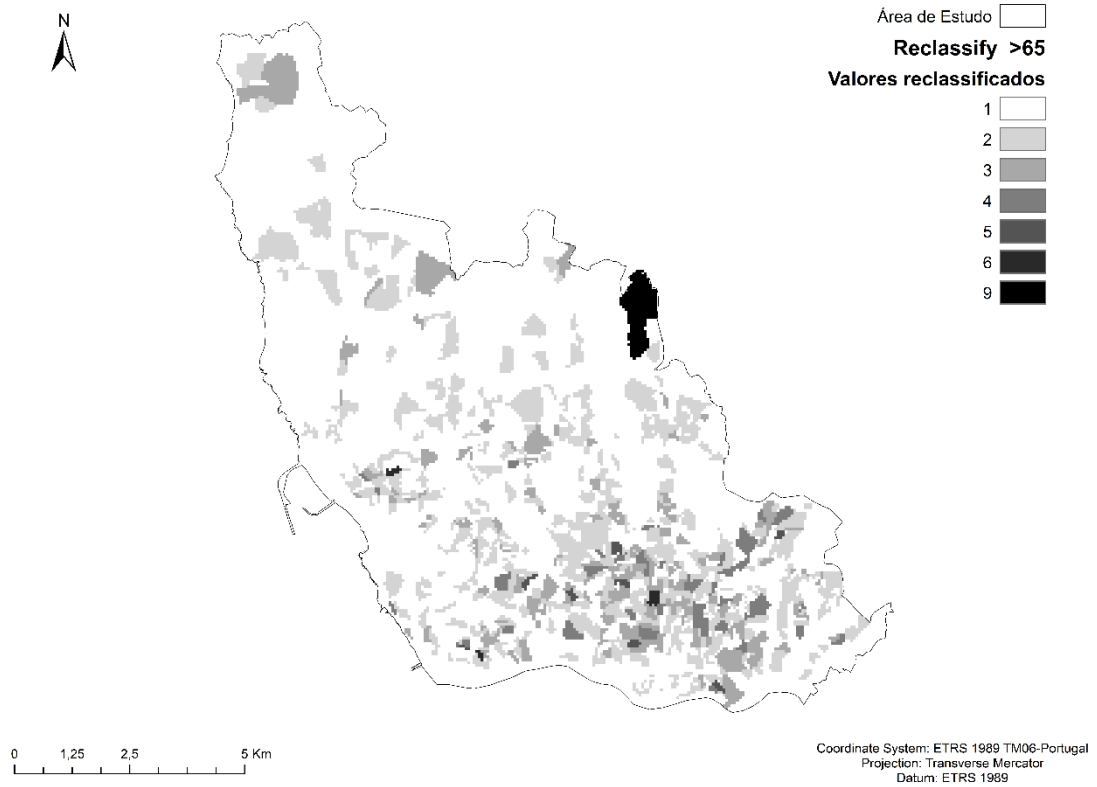 N
Área de Estudo
Reclassify >65
Valores reclassificados
1
2
3
4
5
6
9
0 1,25 2,5 5 Km
Coordinate System: ETRS 1989 TM06-Portugal
Projection: Transverse Mercator
Datum: ETRS 1989